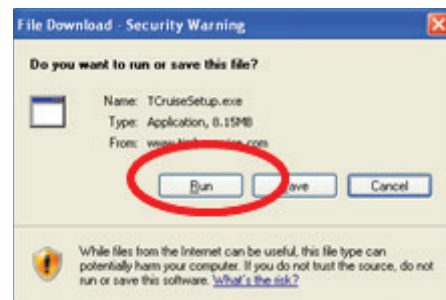 File Download - Security Warning
Do you want to run or save this file?
Name: TCruiseSetup.exe
Type: Application, 8.15MB
From:
Run Save Cancel
While files from the Internet can be useful, this file type can
potentially harm your computer. If you do not trust the source, do not
run or save this software. What's the risk?